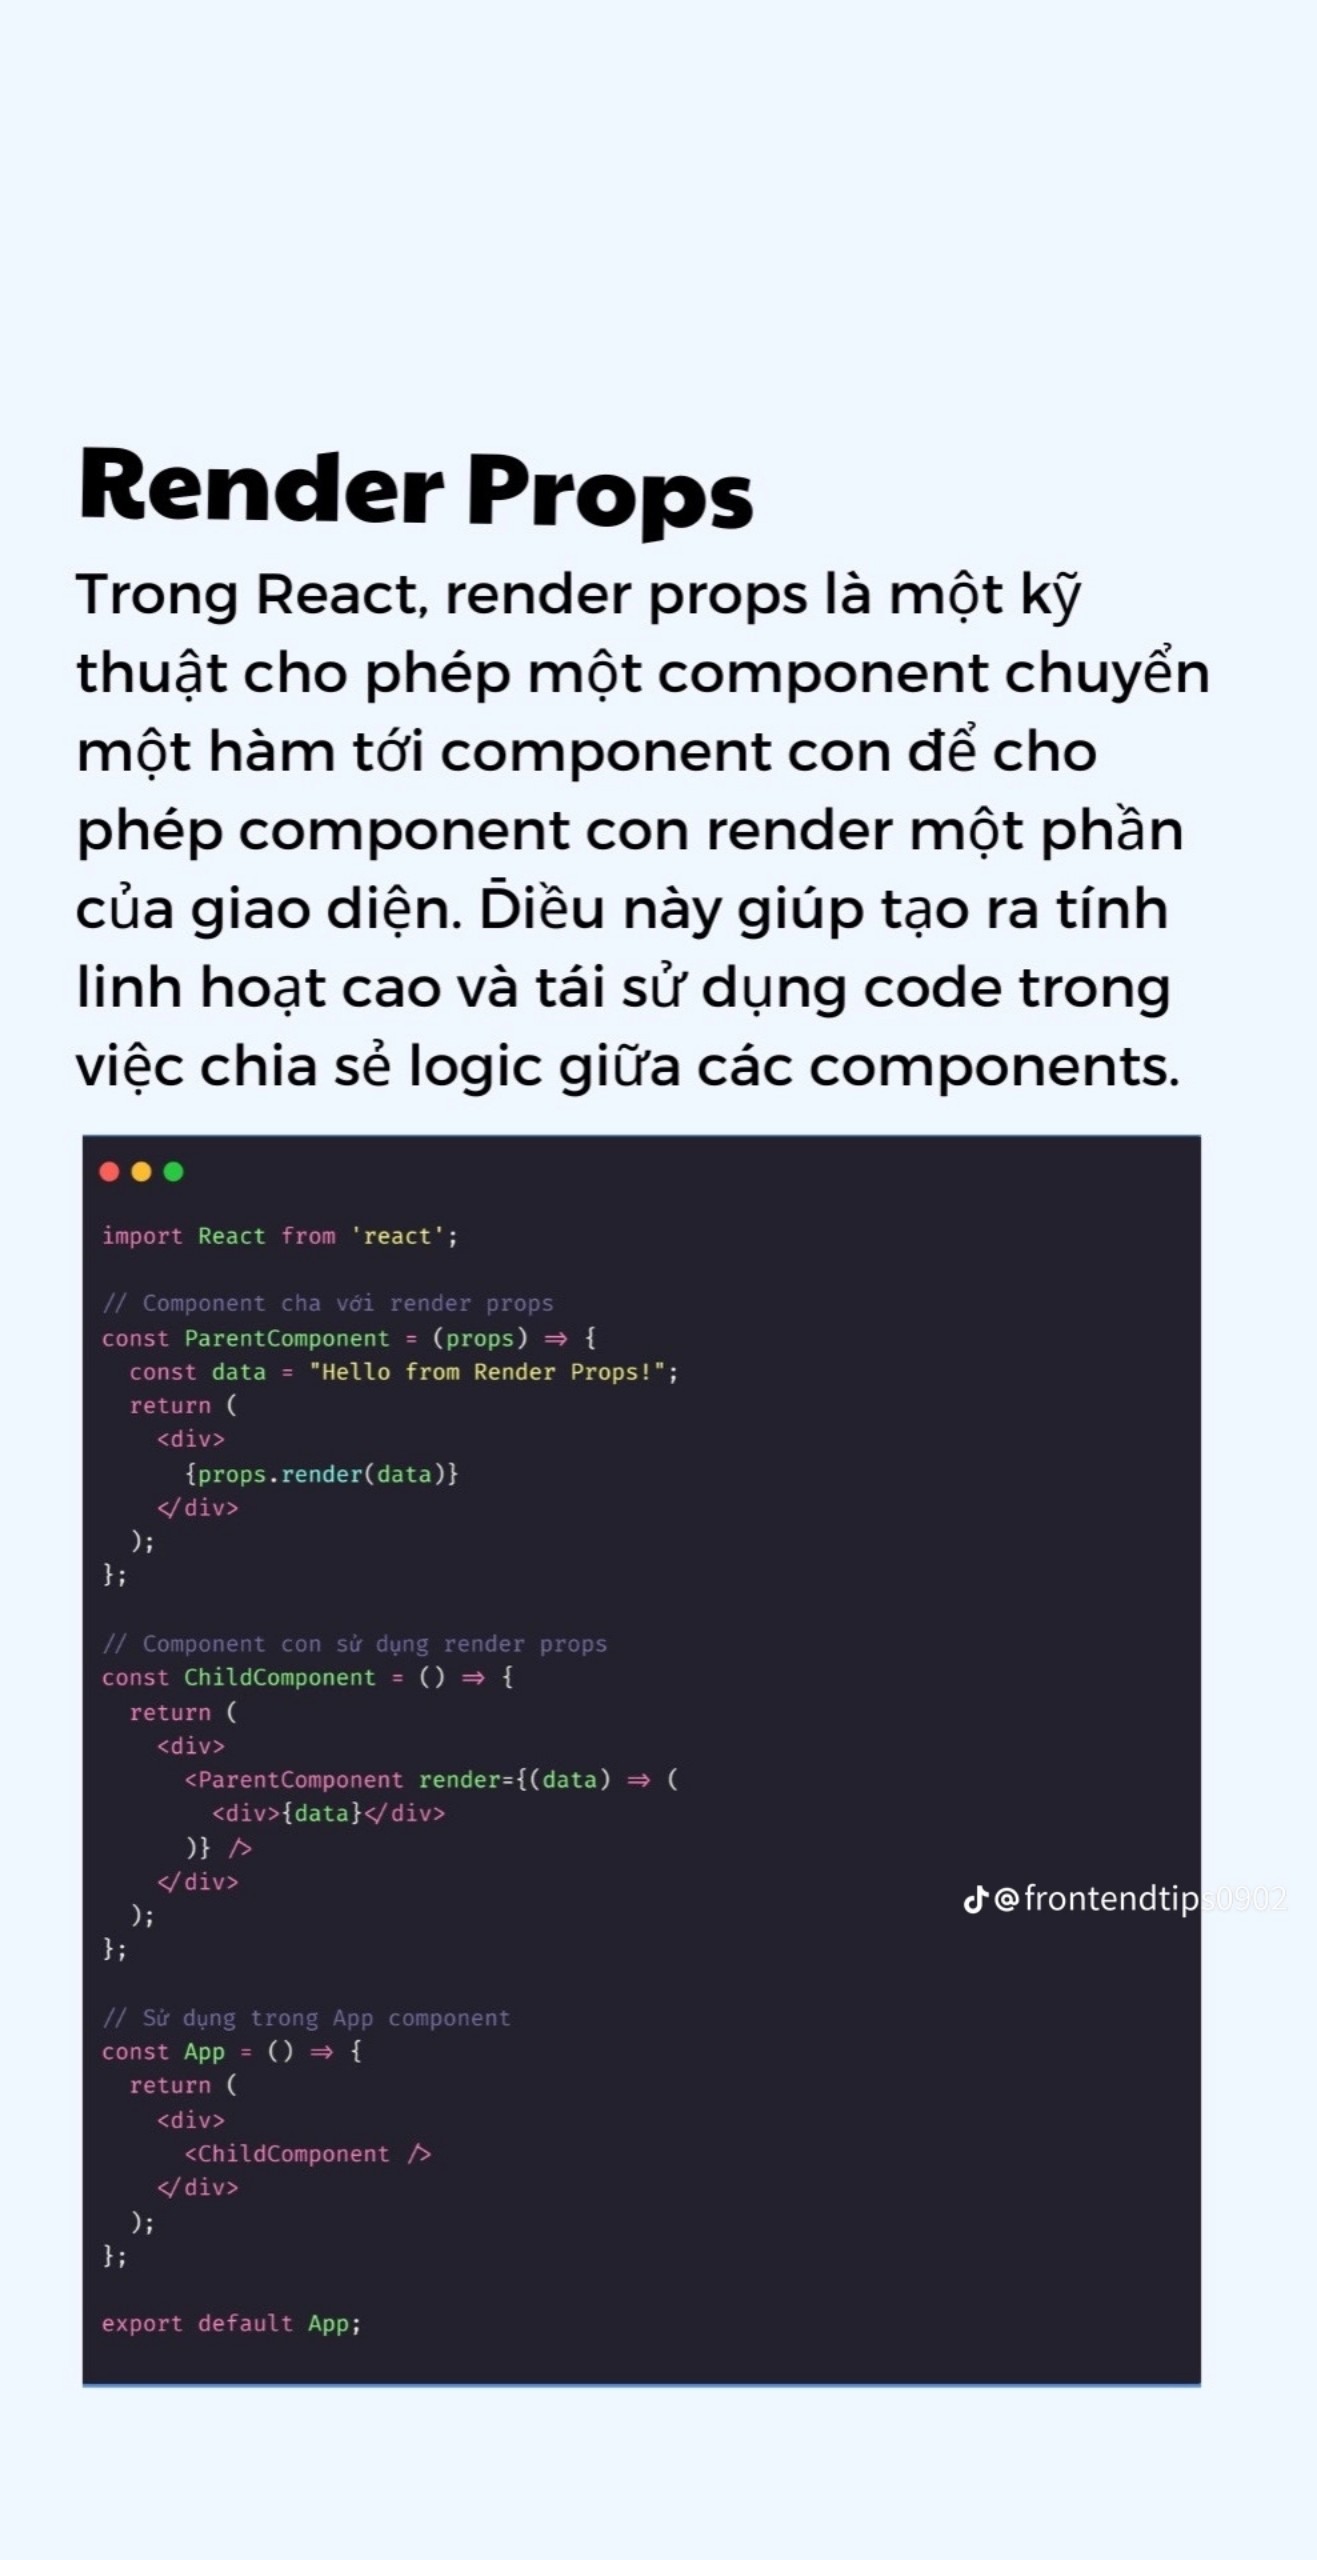 Render Props
Trong React, render props là một kỹ
thuật cho phép một component chuyển
một hàm tới component con để cho
phép component con render một phần
của giao diện. Điều này giúp tạo ra tính
linh hoạt cao và tái sử dụng code trong
việc chia sẻ logic giữa các components.
import React from 'react';
// Component cha với render props
const ParentComponent = (props) => {
  const data = "Hello from Render Props!";
  return (
    <div>
      {props.render(data)}
    </div>
  );
};
// Component con sử dụng render props
const ChildComponent = () => {
  return (
    <div>
      <ParentComponent render={(data) => (
        <div>{data}</div>
      )} />
    </div>
  );
};
@frontendtips0902
// Sử dụng trong App component
const App = () => {
  return (
    <div>
      <ChildComponent />
    </div>
  );
};
export default App;